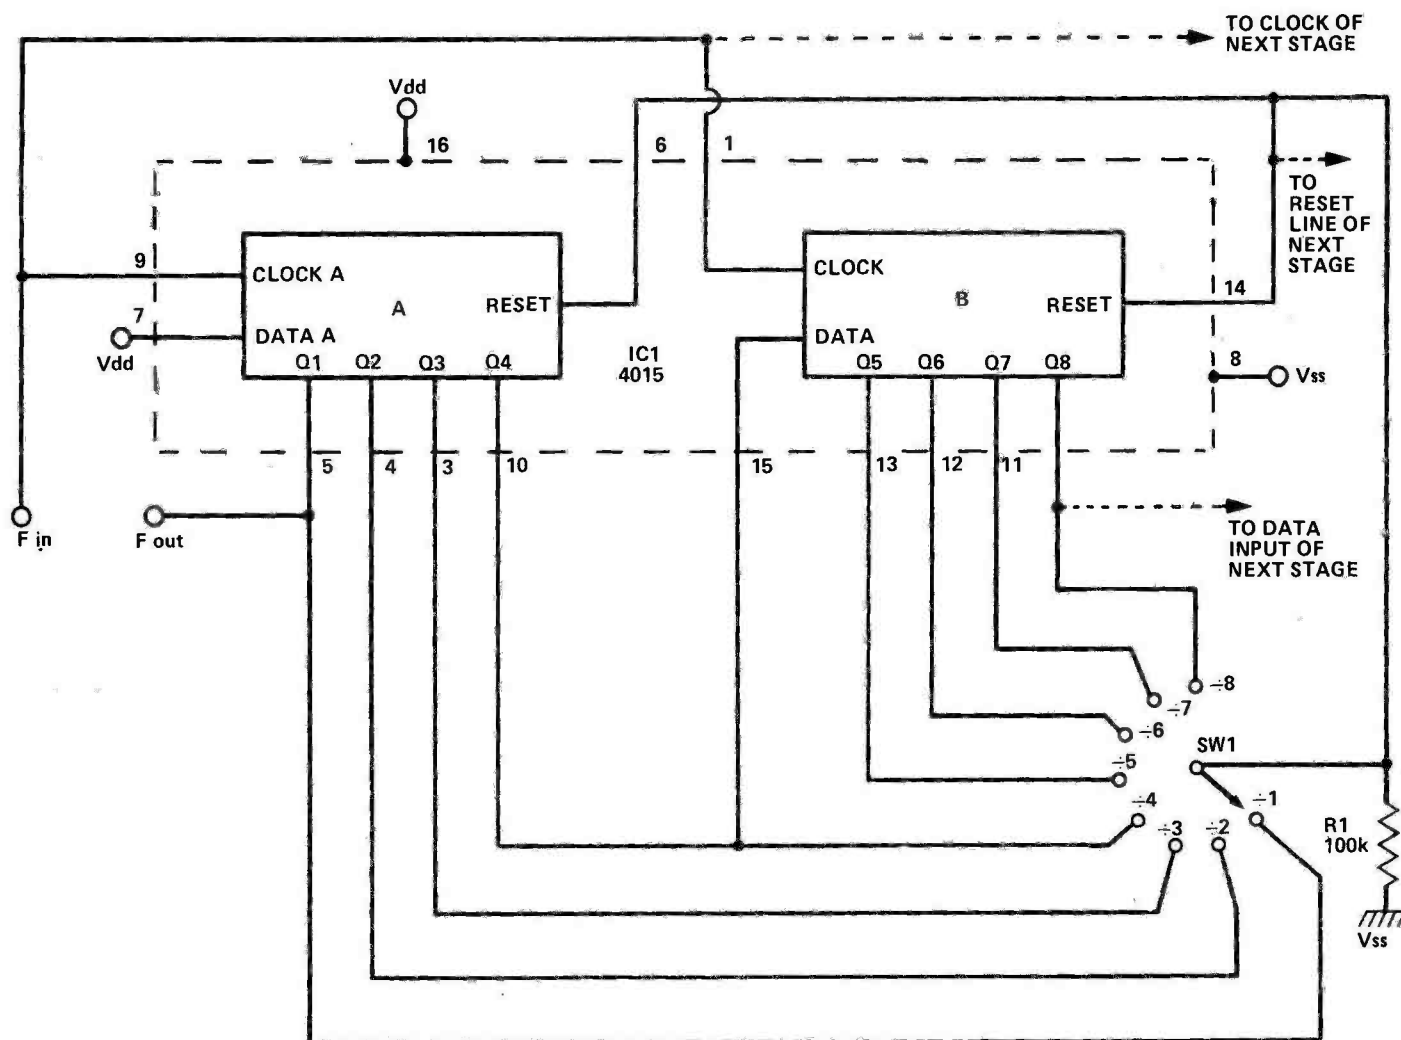 TO CLOCK OF
NEXT STAGE
Vdd
16
6
1
TO
RESET
LINE OF
NEXT
STAGE
9
CLOCK A
A
RESET
7
Vdd
DATA A
Q1
Q2
Q3
Q4
IC1
4015
CLOCK
B
RESET
14
DATA
Q5
Q6
Q7
Q8
8
Vss
5
4
3
10
15
13
12
11
F in
F out
TO DATA
INPUT OF
NEXT STAGE
÷8
÷7
÷6
SW1
÷5
÷4
÷3
÷2
÷1
R1
100k
Vss